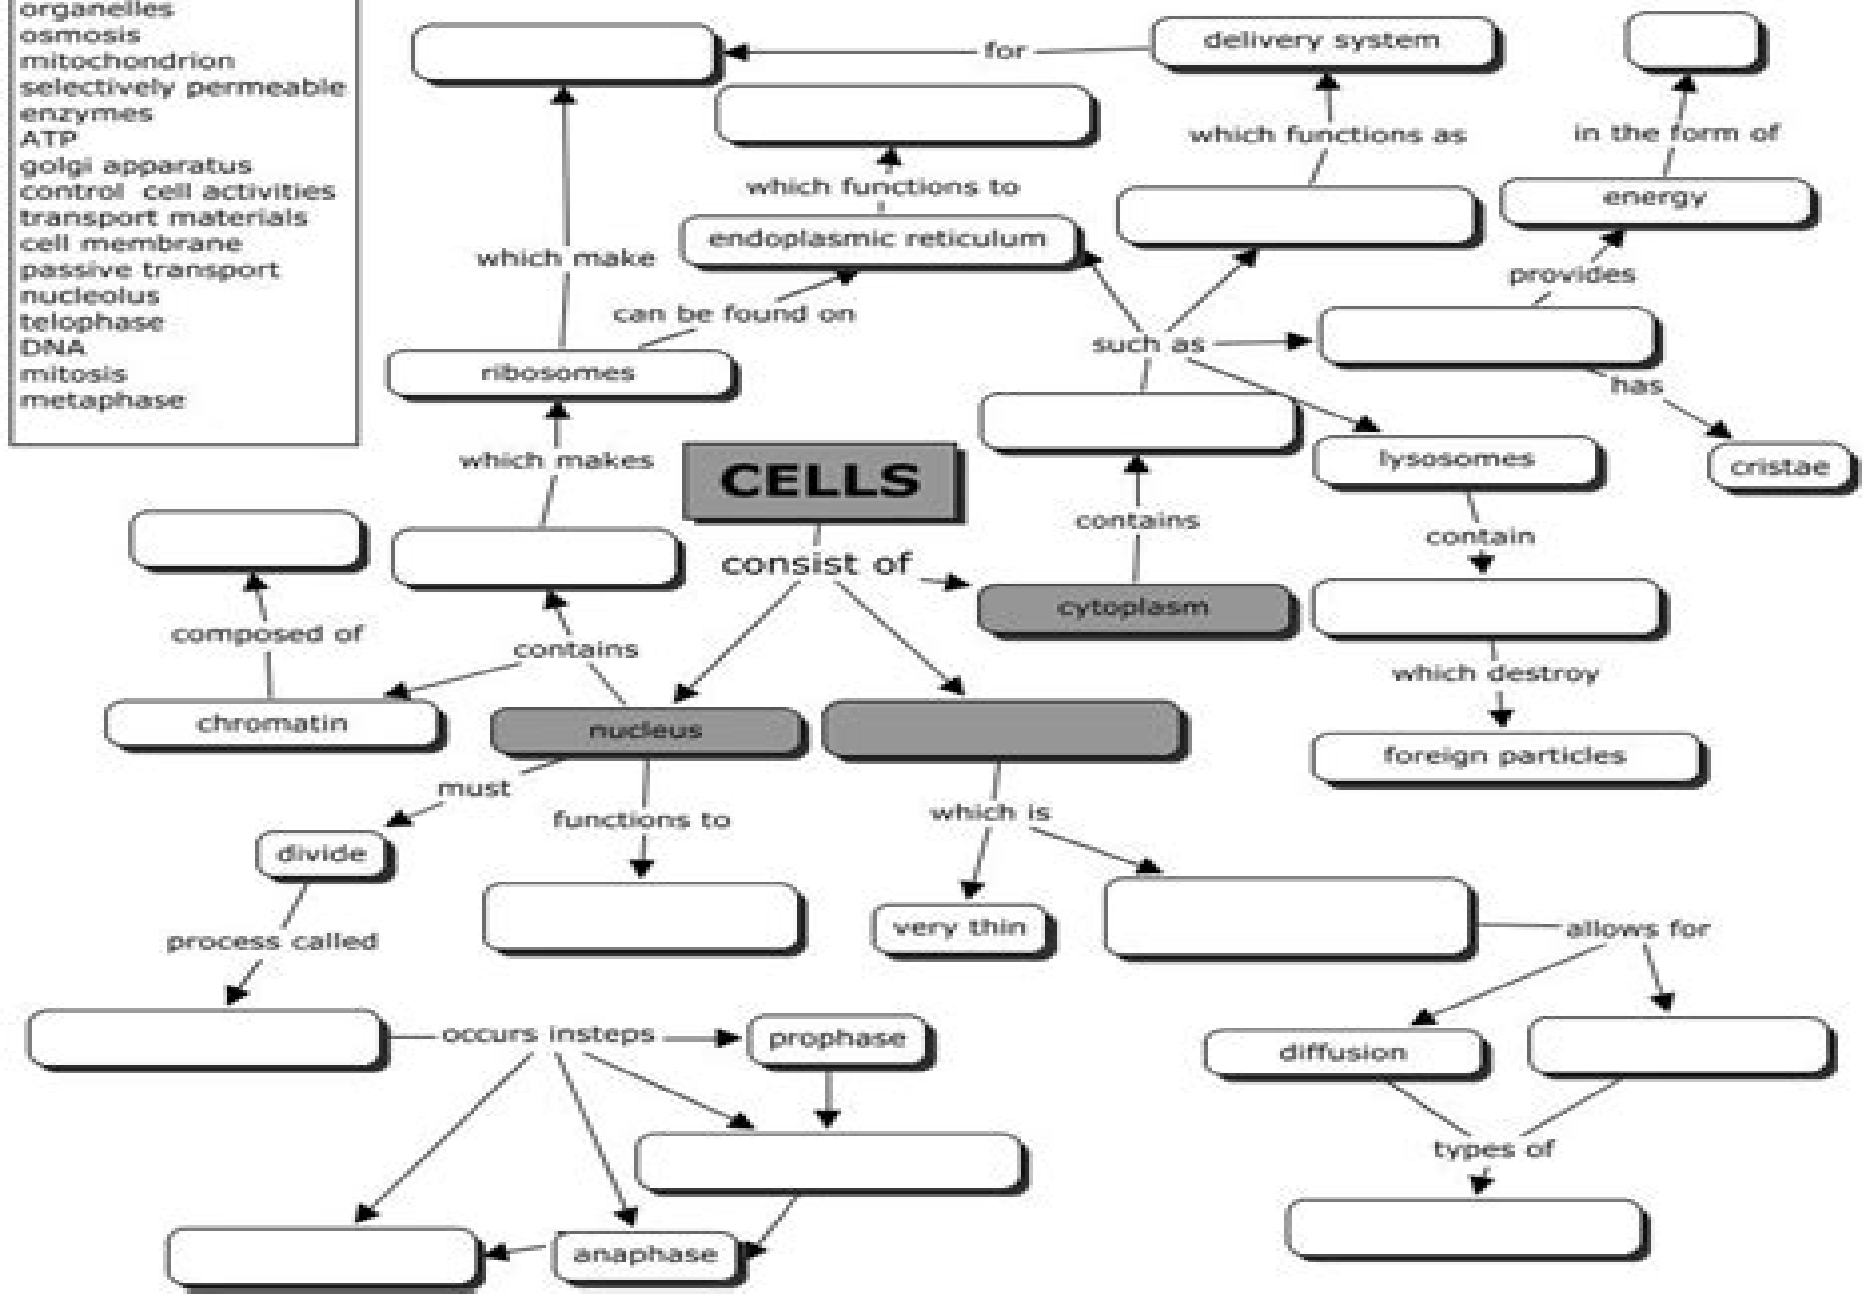 organelles
osmosis
mitochondrion
selectively permeable
enzymes
ATP
golgi apparatus
control cell activities
transport materials
cell membrane
passive transport
nucleolus
telophase
DNA
mitosis
metaphase
for
delivery system
which functions as
in the form of
which functions to
energy
endoplasmic reticulum
which make
provides
can be found on
such as
ribosomes
has
which makes
CELLS
lysosomes
cristae
contains
contain
consist of
cytoplasm
composed of
contains
which destroy
chromatin
nucleus
foreign particles
must
functions to
which is
divide
very thin
allows for
process called
occurs insteps
prophase
diffusion
types of
anaphase